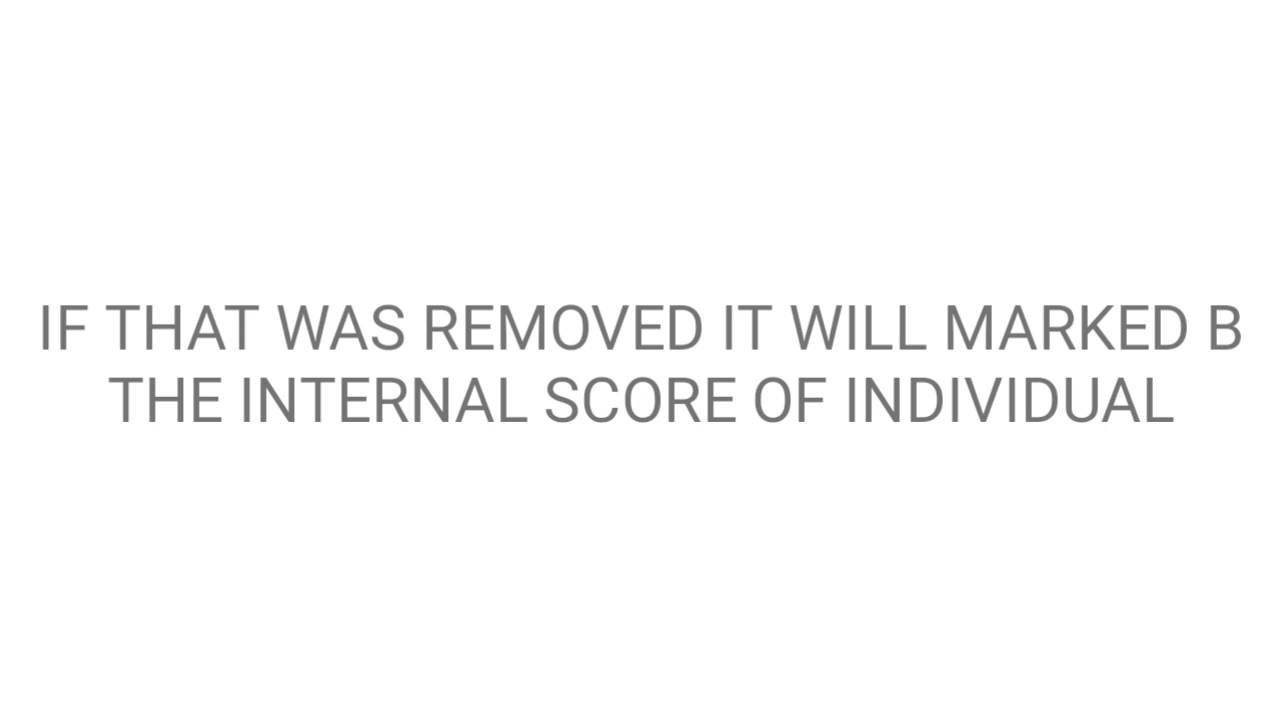 IF THAT WAS REMOVED IT WILL MARKED B
THE INTERNAL SCORE OF INDIVIDUAL